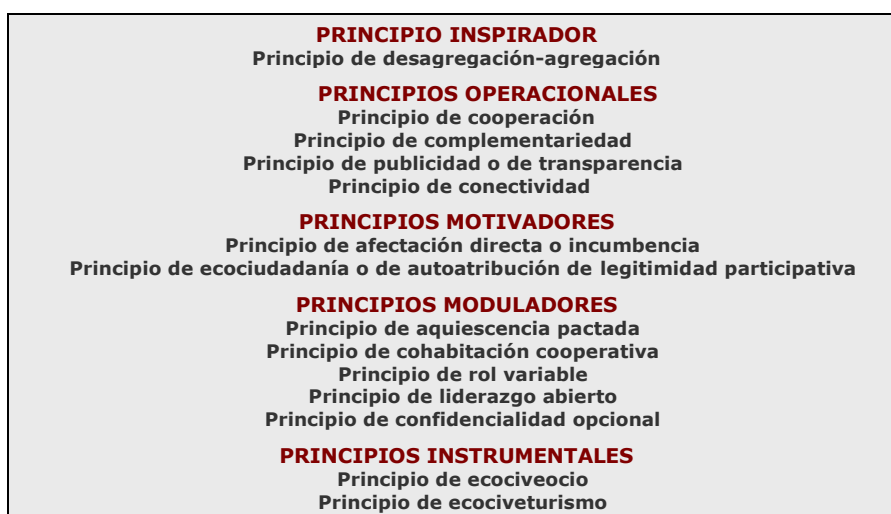 PRINCIPIO INSPIRADOR
Principio de desagregación-agregación
PRINCIPIOS OPERACIONALES
Principio de cooperación
Principio de complementariedad
Principio de publicidad o de transparencia
Principio de conectividad
PRINCIPIOS MOTIVADORES
Principio de afectación directa o incumbencia
Principio de ecociudadanía o de autoatribución de legitimidad participativa
PRINCIPIOS MODULADORES
Principio de aquiescencia pactada
Principio de cohabitación cooperativa
Principio de rol variable
Principio de liderazgo abierto
Principio de confidencialidad opcional
PRINCIPIOS INSTRUMENTALES
Principio de ecociveocio
Principio de ecociveturismo